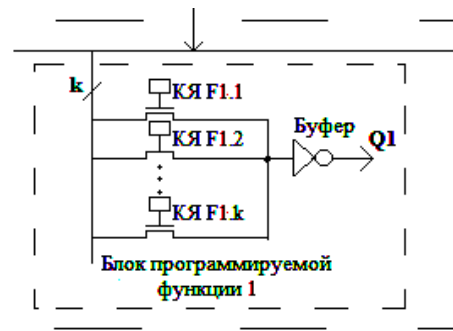 k
КЯ F1.1
КЯ F1.2
КЯ F1.k
Буфер
Q1
Блок программируемой
функции 1